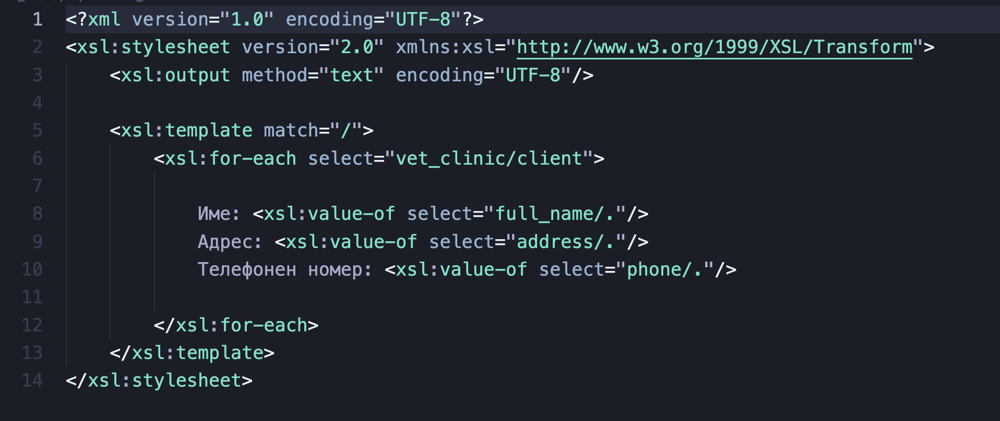 1 <?xml version="1.0" encoding="UTF-8"?>
2 <xsl:stylesheet version="2.0" xmlns:xsl="http://www.w3.org/1999/XSL/Transform">
3 <xsl:output method="text" encoding="UTF-8"/>
4
5 <xsl:template match="/">
6 <xsl:for-each select="vet_clinic/client">
7
8 Име: <xsl:value-of select="full_name/."/>
9 Адрес: <xsl:value-of select="address/."/>
10 Телефонен номер: <xsl:value-of select="phone/."/>
11
12 </xsl:for-each>
13 </xsl:template>
14 </xsl:stylesheet>